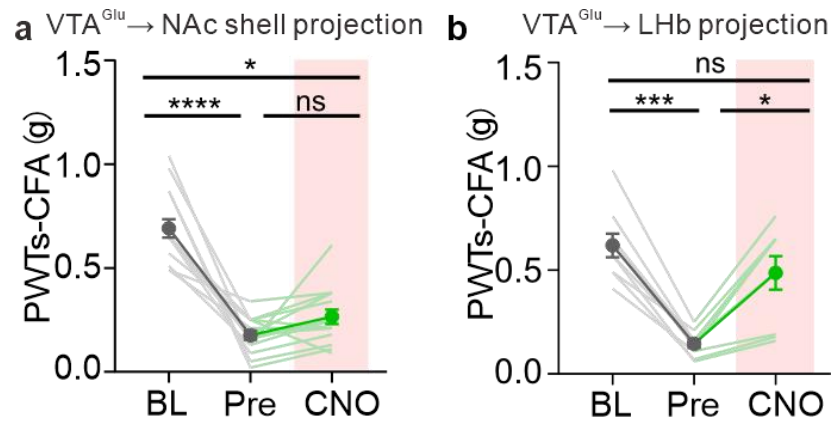 a VTA^Glu → NAc shell projection
PWTs-CFA (g)
1.5
1.0
0.5
0.0
*
**** ns
BL Pre CNO
b VTA^Glu → LHb projection
PWTs-CFA (g)
1.5
1.0
0.5
0.0
ns
*** *
BL Pre CNO